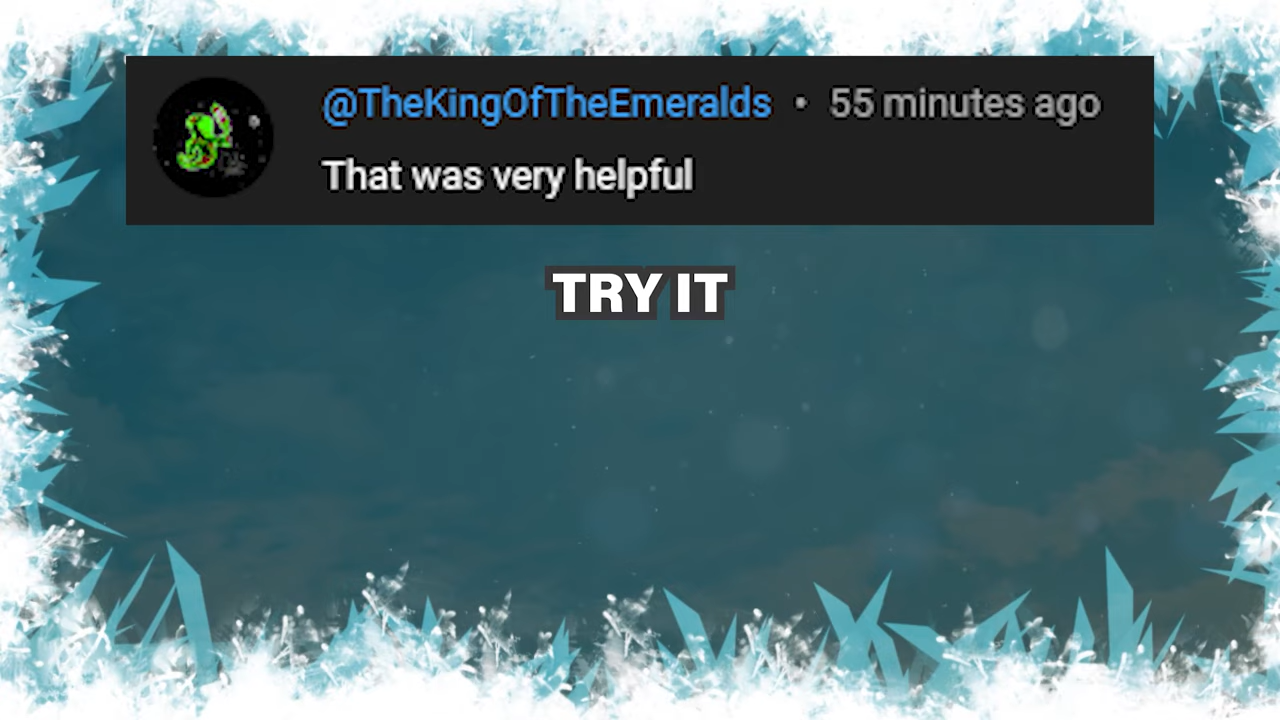 @TheKingOfTheEmeralds • 55 minutes ago
That was very helpful
TRY IT